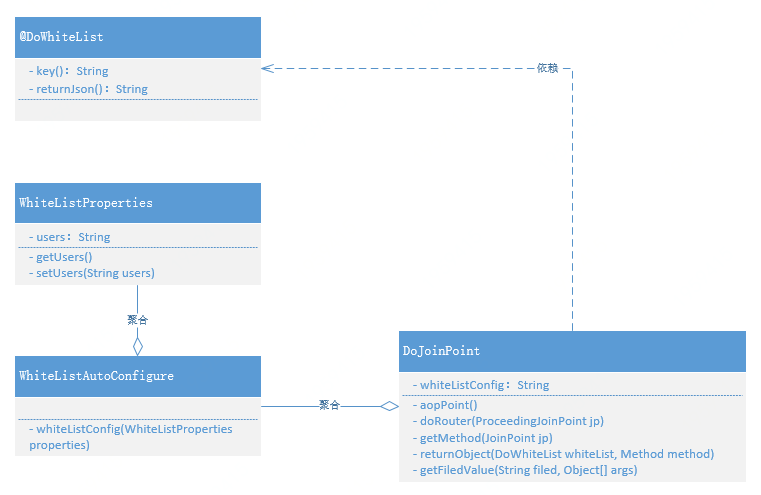 @DoWhiteList
- key()：String
- returnJson()：String
依赖
WhiteListProperties
- users：String
- getUsers()
- setUsers(String users)
聚合
WhiteListAutoConfigure
- whiteListConfig(WhiteListProperties
properties)
聚合
DoJoinPoint
- whiteListConfig：String
- aopPoint()
- doRouter(ProceedingJoinPoint jp)
- getMethod(JoinPoint jp)
- returnObject(DoWhiteList whiteList, Method method)
- getFiledValue(String filed, Object[] args)